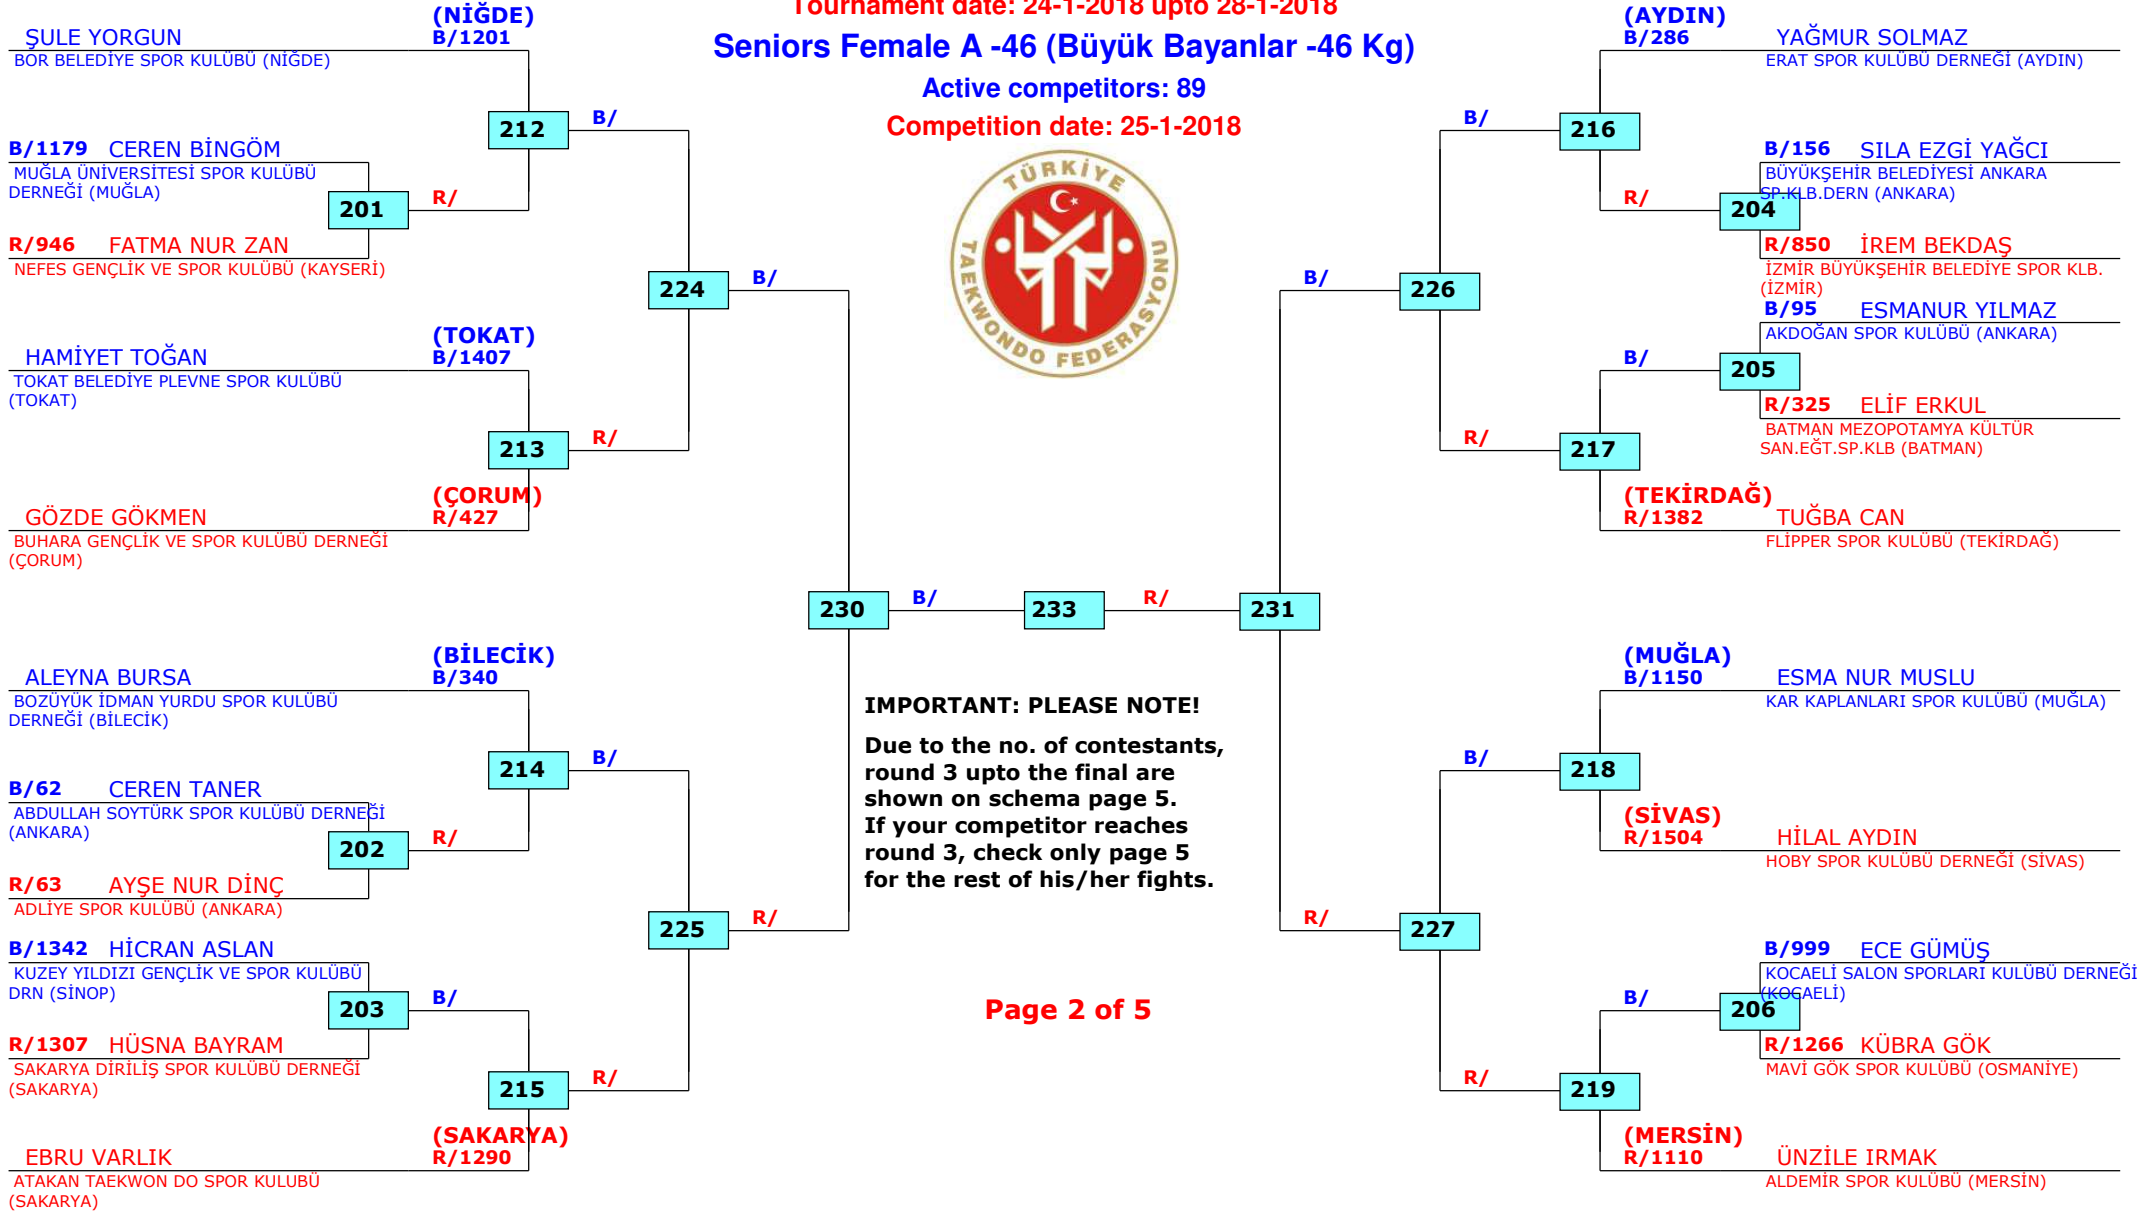 Tournament date: 24-1-2018 upto 28-1-2018
Seniors Female A -46 (Büyük Bayanlar -46 Kg)
Active competitors: 89
Competition date: 25-1-2018
TÜRKİYE
TAEKWONDO FEDERASYONU
(NİĞDE)
ŞULE YORGUN B/1201
BOR BELEDİYE SPOR KULÜBÜ (NİĞDE)
212 B/
B/1179 CEREN BİNGÖM
MUĞLA ÜNİVERSİTESİ SPOR KULÜBÜ
DERNEĞİ (MUĞLA)
201 R/
R/946 FATMA NUR ZAN
NEFES GENÇLİK VE SPOR KULÜBÜ (KAYSERİ)
224 B/
(TOKAT)
HAMİYET TOĞAN B/1407
TOKAT BELEDİYE PLEVNE SPOR KULÜBÜ
(TOKAT)
213 R/
(ÇORUM)
GÖZDE GÖKMEN R/427
BUHARA GENÇLİK VE SPOR KULÜBÜ DERNEĞİ
(ÇORUM)
230 B/ 233 R/ 231
(BİLECİK)
ALEYNA BURSA B/340
BOZÜYÜK İDMAN YURDU SPOR KULÜBÜ
DERNEĞİ (BİLECİK)
214 B/
B/62 CEREN TANER
ABDULLAH SOYTÜRK SPOR KULÜBÜ DERNEĞİ
(ANKARA)
202 R/
R/63 AYŞE NUR DİNÇ
ADLİYE SPOR KULÜBÜ (ANKARA)
225 R/
B/1342 HİCRAN ASLAN
KUZEY YILDIZI GENÇLİK VE SPOR KULÜBÜ
DRN (SİNOP)
203 B/
R/1307 HÜSNA BAYRAM
SAKARYA DİRİLİŞ SPOR KULÜBÜ DERNEĞİ
(SAKARYA)
215 R/
(SAKARYA)
EBRU VARLIK R/1290
ATAKAN TAEKWON DO SPOR KULUBÜ
(SAKARYA)
IMPORTANT: PLEASE NOTE!
Due to the no. of contestants,
round 3 upto the final are
shown on schema page 5.
If your competitor reaches
round 3, check only page 5
for the rest of his/her fights.
Page 2 of 5
(AYDIN)
B/286 YAĞMUR SOLMAZ
ERAT SPOR KULÜBÜ DERNEĞİ (AYDIN)
B/ 216
B/156 SILA EZGİ YAĞCI
BÜYÜKŞEHİR BELEDİYESİ ANKARA
SP.KLB.DERN (ANKARA)
R/ 204
R/850 İREM BEKDAŞ
İZMİR BÜYÜKŞEHİR BELEDİYE SPOR KLB.
(İZMİR)
B/ 226
B/95 ESMANUR YILMAZ
AKDOĞAN SPOR KULÜBÜ (ANKARA)
B/ 205
R/325 ELİF ERKUL
BATMAN MEZOPOTAMYA KÜLTÜR
SAN.EĞT.SP.KLB (BATMAN)
R/ 217
(TEKİRDAĞ)
R/1382 TUĞBA CAN
FLİPPER SPOR KULÜBÜ (TEKİRDAĞ)
(MUĞLA)
B/1150 ESMA NUR MUSLU
KAR KAPLANLARI SPOR KULÜBÜ (MUĞLA)
B/ 218
(SİVAS)
R/1504 HİLAL AYDIN
HOBY SPOR KULÜBÜ DERNEĞİ (SİVAS)
R/ 227
B/999 ECE GÜMÜŞ
KOCAELİ SALON SPORLARI KULÜBÜ DERNEĞİ
(KOCAELİ)
B/ 206
R/1266 KÜBRA GÖK
MAVİ GÖK SPOR KULÜBÜ (OSMANİYE)
R/ 219
(MERSİN)
R/1110 ÜNZİLE IRMAK
ALDEMİR SPOR KULÜBÜ (MERSİN)